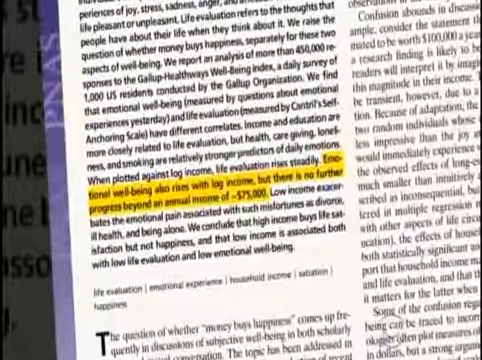 periences of joy, stress, sadness, anger, and
life pleasant or unpleasant. Life evaluation refers to the thoughts that
people have about their life when they think about it. We raise the
question of whether money buys happiness, separately for these two
aspects of well-being. We report an analysis of more than 450,000 re-
sponses to the Gallup-Healthways Well-Being Index, a daily survey of
1,000 US residents conducted by the Gallup Organization. We find
that emotional well-being (measured by questions about emotional
experiences yesterday) and life evaluation (measured by Cantril's Self-
Anchoring Scale) have different correlates. Income and education are
more closely related to life evaluation, but health, care giving, loneli-
ness, and smoking are relatively stronger predictors of daily emotions.
When plotted against log income, life evaluation rises steadily. Emo-
tional well-being also rises with log income, but there is no further
progress beyond an annual income of ~$75,000. Low income exacer-
bates the emotional pain associated with such misfortunes as divorce,
ill health, and being alone. We conclude that high income buys life sat-
isfaction but not happiness, and that low income is associated both
with low life evaluation and low emotional well-being.
life evaluation | emotional experience | household income | satiation |
happiness
The question of whether "money buys happiness" comes up fre-
quently in discussions of subjective well-being in both scholarly
conversation. The topic has been addressed in
PNAS
Confusion abounds in
ample, consider the statement
mated to be worth $100,000 a year
a research finding is likely to be
readers will interpret it by imag
this magnitude in their income. T
be transient, however, due to a
tion. Because of adaptation, the
two random individuals whose
less impressive than the joy a
would immediately experience
the observed effects of long-
much smaller than intuitively
scribed as inconsequential, bu
tered in multiple regression
with other aspects of life circu
cation), the effects of house
both statistically significant a
port that household income m
and life evaluation, and that
it matters for the latter when
Some of the confusion rega
being can be traced to incor
ologists often plot measures of
dollars, but a strong argum